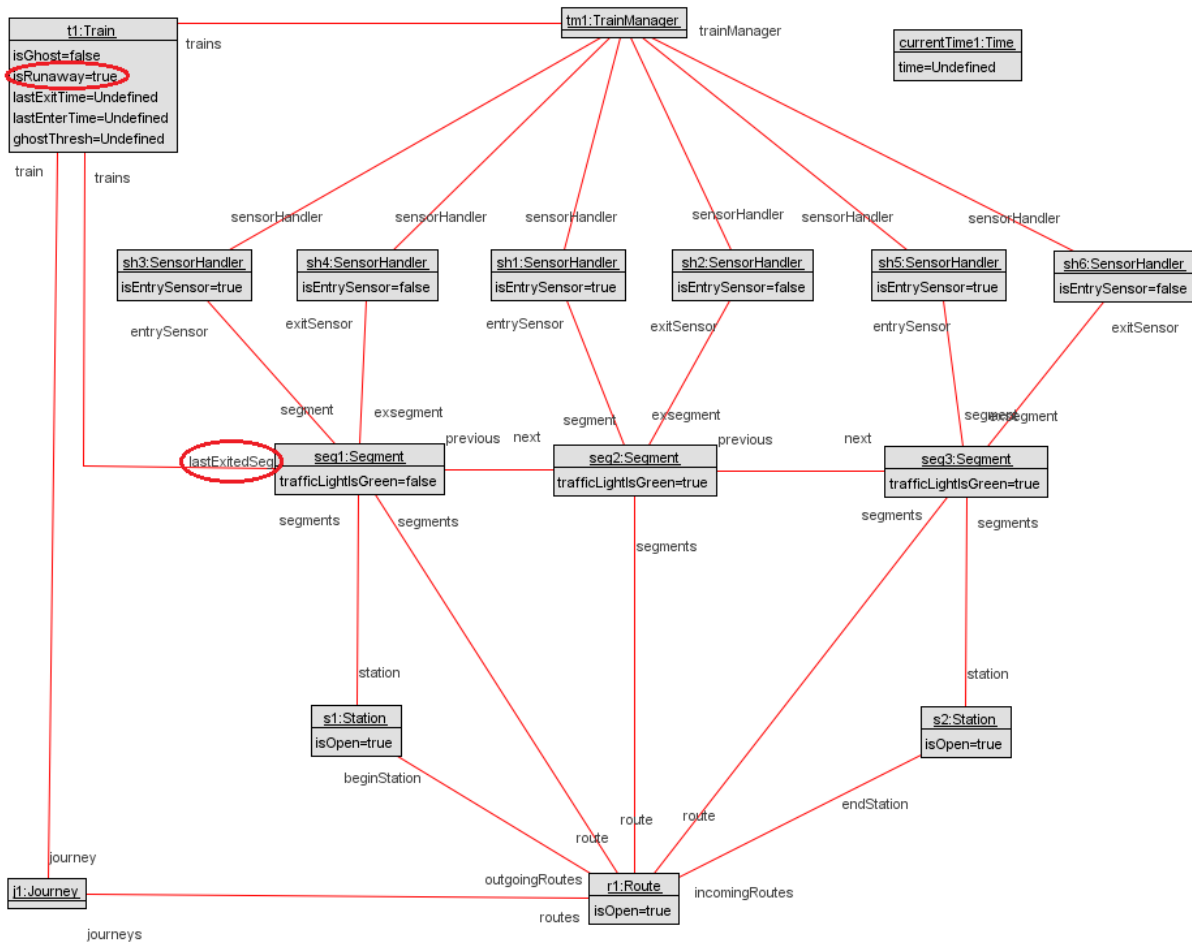 t1:Train
isGhost=false
isRunaway=true
lastExitTime=Undefined
lastEnterTime=Undefined
ghostThresh=Undefined
trains
tm1:TrainManager
trainManager
currentTime1:Time
time=Undefined
train
trains
sensorHandler
sensorHandler
sensorHandler
sensorHandler
sensorHandler
sensorHandler
sh3:SensorHandler
isEntrySensor=true
sh4:SensorHandler
isEntrySensor=false
sh1:SensorHandler
isEntrySensor=true
sh2:SensorHandler
isEntrySensor=false
sh5:SensorHandler
isEntrySensor=true
sh6:SensorHandler
isEntrySensor=false
entrySensor
exitSensor
entrySensor
exitSensor
entrySensor
exitSensor
segment
exsegment
segment
exsegment
segment
exsegment
previous
next
previous
next
lastExitedSeg
seg1:Segment
trafficLightIsGreen=false
seg2:Segment
trafficLightIsGreen=true
seg3:Segment
trafficLightIsGreen=true
segments
segments
segments
segments
segments
station
station
s1:Station
isOpen=true
s2:Station
isOpen=true
beginStation
endStation
route
route
route
journey
j1:Journey
journeys
outgoingRoutes
incomingRoutes
r1:Route
isOpen=true
routes